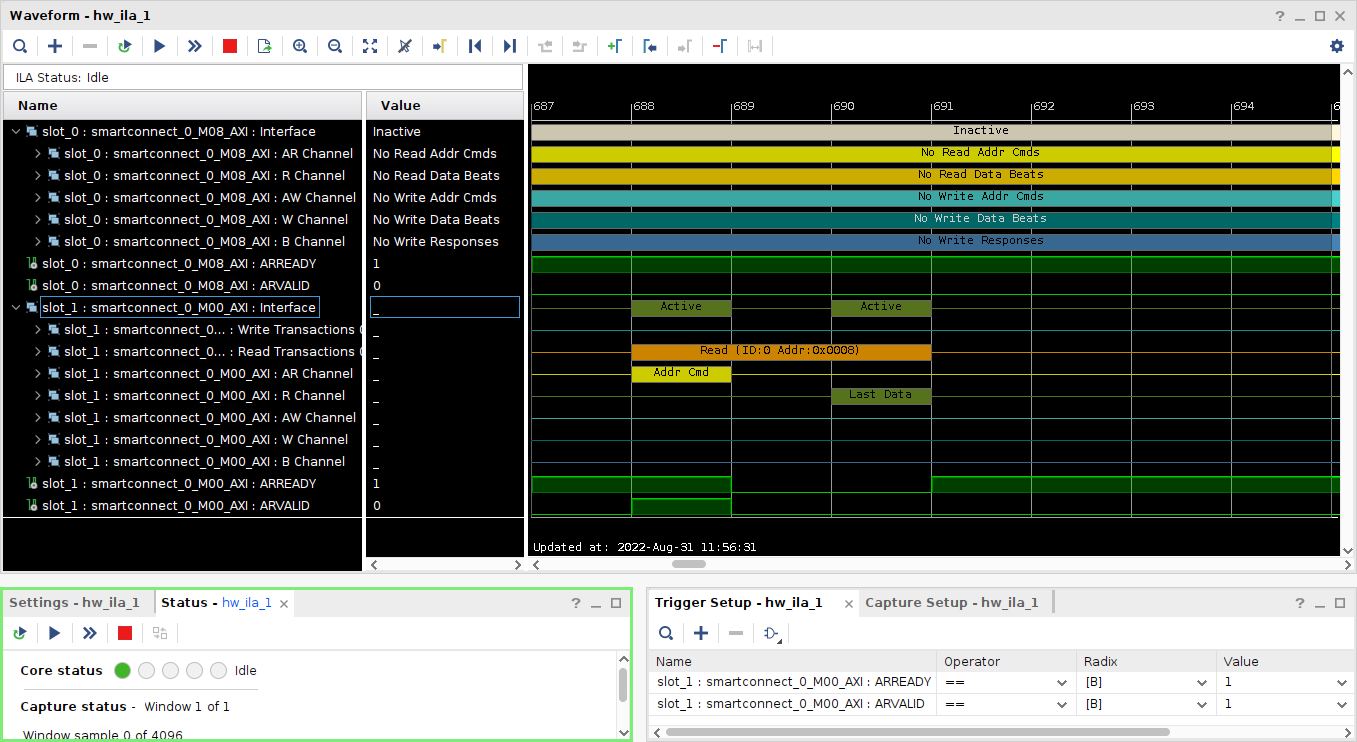 Waveform - hw_ila_1
ILA Status: Idle
Name Value
687 688 689 690 691 692 693 694 6
slot_0 : smartconnect_0_M08_AXI : Interface Inactive Inactive
slot_0 : smartconnect_0_M08_AXI : AR Channel No Read Addr Cmds No Read Addr Cmds
slot_0 : smartconnect_0_M08_AXI : R Channel No Read Data Beats No Read Data Beats
slot_0 : smartconnect_0_M08_AXI : AW Channel No Write Addr Cmds No Write Addr Cmds
slot_0 : smartconnect_0_M08_AXI : W Channel No Write Data Beats No Write Data Beats
slot_0 : smartconnect_0_M08_AXI : B Channel No Write Responses No Write Responses
slot_0 : smartconnect_0_M08_AXI : ARREADY 1
slot_0 : smartconnect_0_M08_AXI : ARVALID 0
slot_1 : smartconnect_0_M00_AXI : Interface _ Active Active
slot_1 : smartconnect_0... : Write Transactions _
slot_1 : smartconnect_0... : Read Transactions _ Read (ID:0 Addr:0x0008)
slot_1 : smartconnect_0_M00_AXI : AR Channel _ Addr Cmd
slot_1 : smartconnect_0_M00_AXI : R Channel _ Last Data
slot_1 : smartconnect_0_M00_AXI : AW Channel _
slot_1 : smartconnect_0_M00_AXI : W Channel _
slot_1 : smartconnect_0_M00_AXI : B Channel _
slot_1 : smartconnect_0_M00_AXI : ARREADY 1
slot_1 : smartconnect_0_M00_AXI : ARVALID 0
Updated at: 2022-Aug-31 11:56:31
Settings - hw_ila_1 Status - hw_ila_1
Core status Idle
Capture status - Window 1 of 1
Window sample 0 of 4096
Trigger Setup - hw_ila_1 Capture Setup - hw_ila_1
Name Operator Radix Value
slot_1 : smartconnect_0_M00_AXI : ARREADY == [B] 1
slot_1 : smartconnect_0_M00_AXI : ARVALID == [B] 1